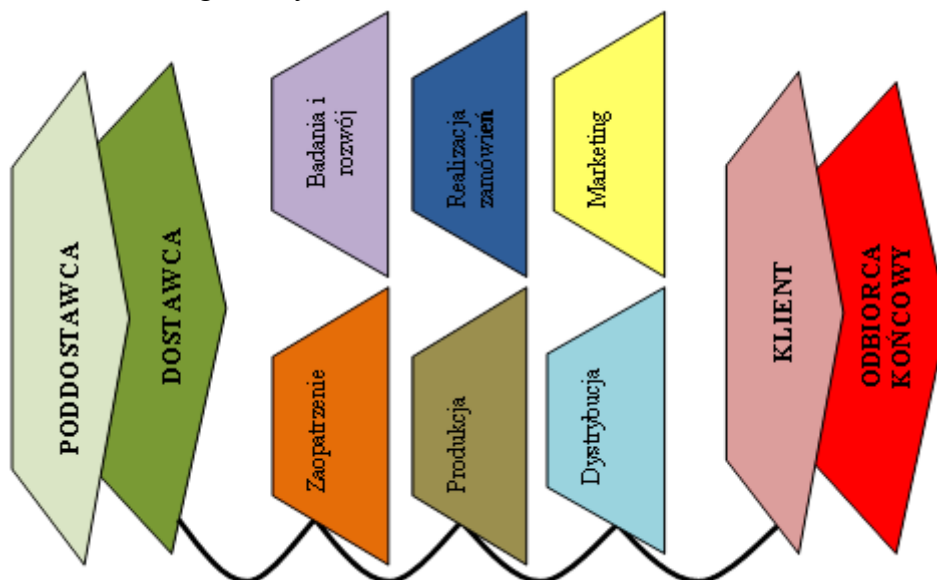 PODDOSTAWCA
DOSTAWCA
Badania i
rozwój
Realizacja
zamówień
Marketing
Zaopatrzenie
Produkcja
Dystrybucja
KLIENT
ODBIORCA
KOŃCOWY